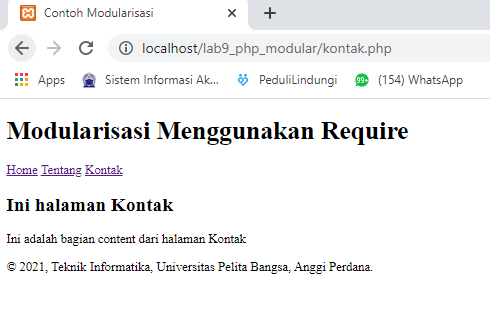 Contoh Modularisasi
localhost/lab9_php_modular/kontak.php
Apps Sistem Informasi Ak... PeduliLindungi 99+ (154) WhatsApp
Modularisasi Menggunakan Require
Home Tentang Kontak
Ini halaman Kontak
Ini adalah bagian content dari halaman Kontak
© 2021, Teknik Informatika, Universitas Pelita Bangsa, Anggi Perdana.